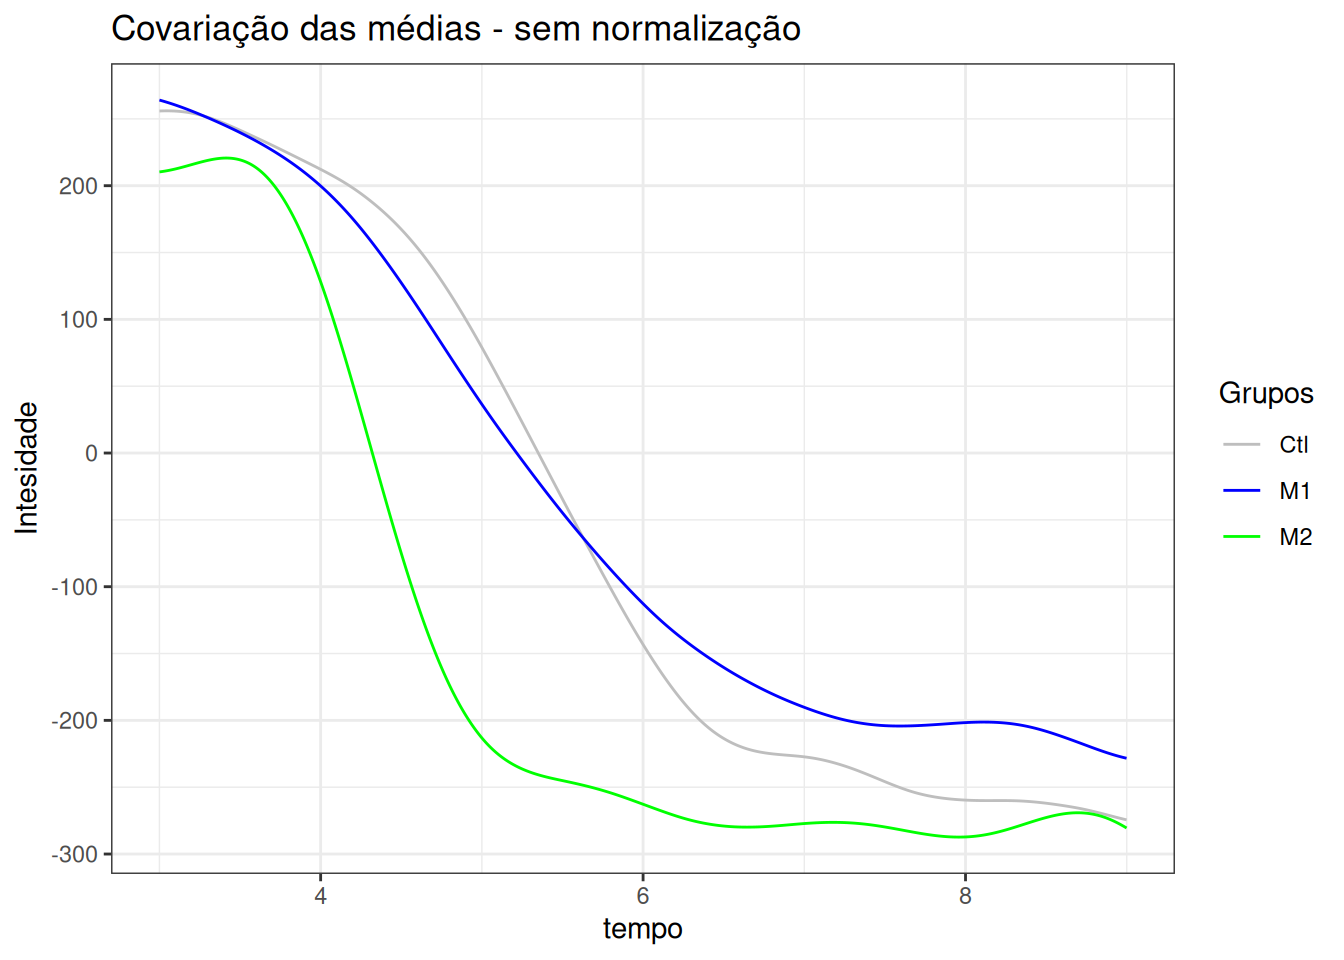 Covariação das médias - sem normalização
200
100
0
-100
-200
-300
Intesidade
4
6
8
tempo
Grupos
Ctl
M1
M2